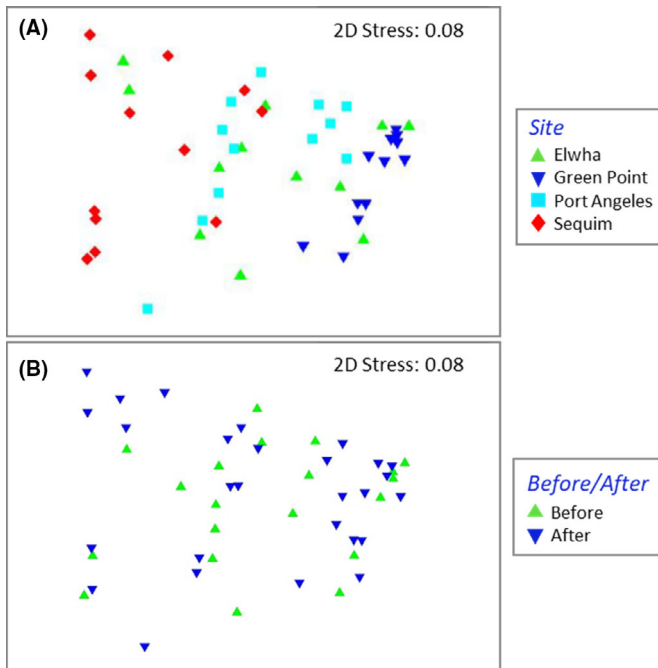 (A)
2D Stress: 0.08
Site
Elwha
Green Point
Port Angeles
Sequim
(B)
2D Stress: 0.08
Before/After
Before
After